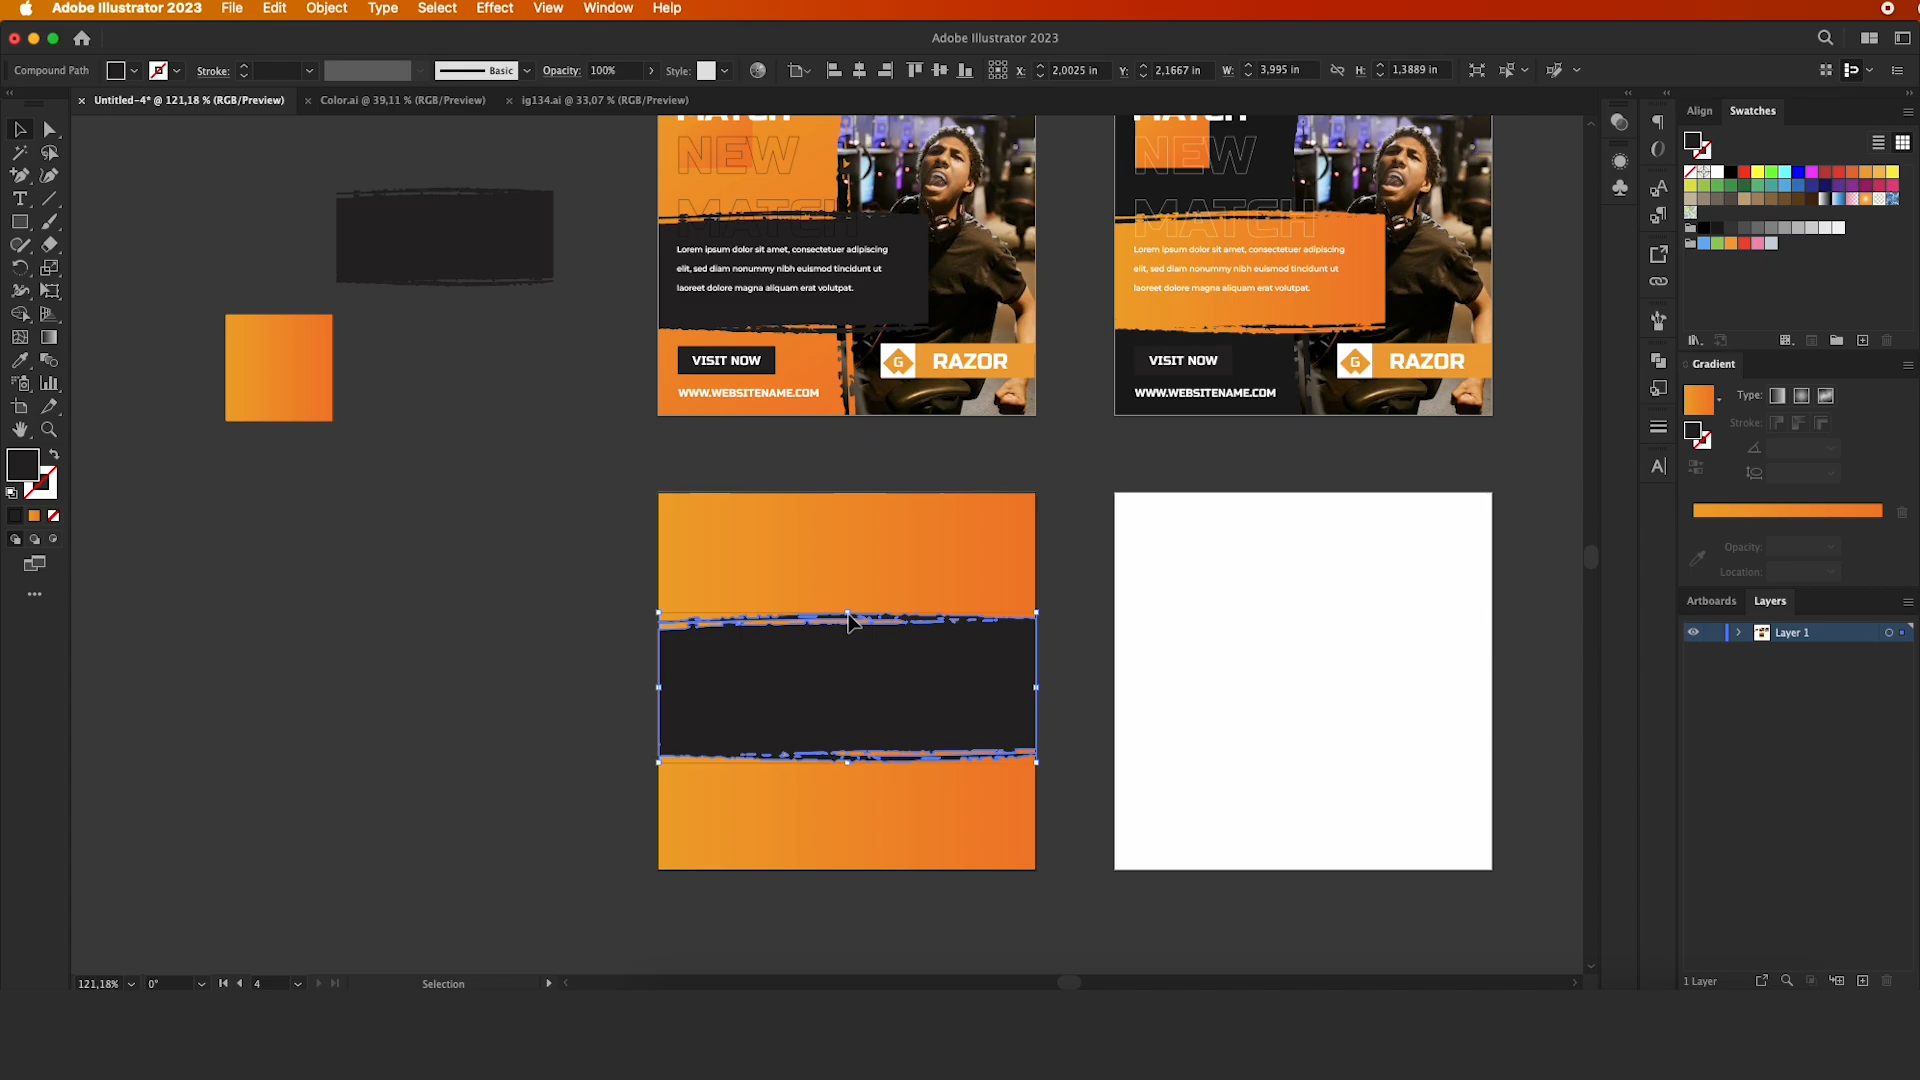 Adobe Illustrator 2023 File Edit Object Type Select Effect View Window Help
Adobe Illustrator 2023
Compound Path Stroke: Basic Opacity: 100% Style: X: 2,0025 in Y: 2,1667 in W: 3,995 in H: 1,3889 in
Untitled-4* @ 121,18 % (RGB/Preview) Color.ai @ 39,11 % (RGB/Preview) ig134.ai @ 33,07 % (RGB/Preview)
Align Swatches
MATCH
NEW
MATCH
Lorem ipsum dolor sit amet, consectetuer adipiscing
elit, sed diam nonummy nibh euismod tincidunt ut
laoreet dolore magna aliquam erat volutpat.
VISIT NOW
G RAZOR
WWW.WEBSITENAME.COM
MATCH
NEW
MATCH
Lorem ipsum dolor sit amet, consectetuer adipiscing
elit, sed diam nonummy nibh euismod tincidunt ut
laoreet dolore magna aliquam erat volutpat.
VISIT NOW
G RAZOR
WWW.WEBSITENAME.COM
Gradient
Type:
Stroke:
Opacity:
Location:
Artboards Layers
Layer 1
1 Layer
121,18% 0° 4 Selection